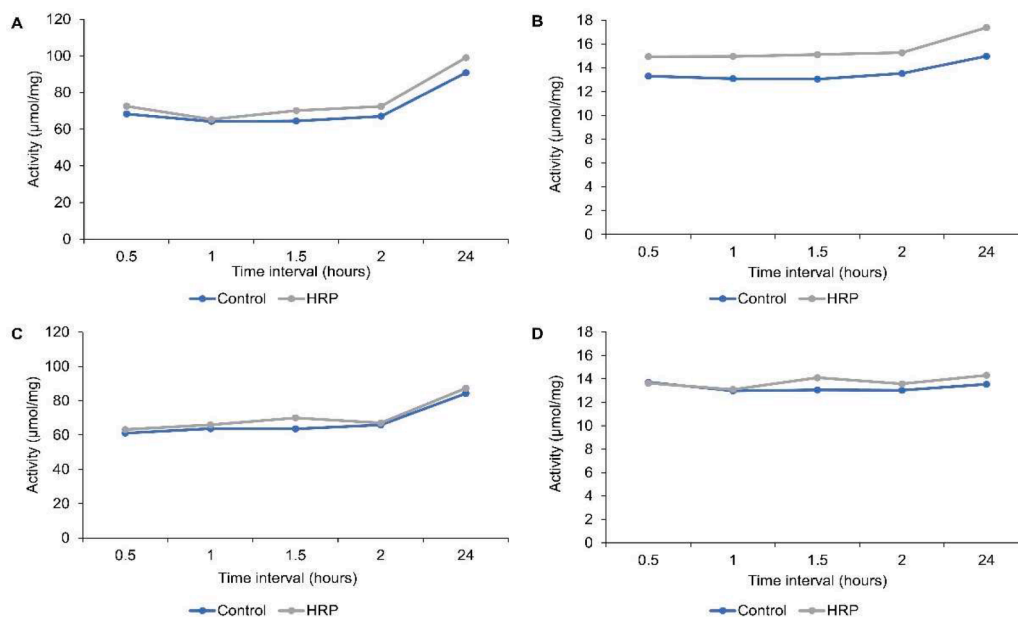 A
Activity (µmol/mg)
120
100
80
60
40
20
0
0.5 1 1.5 2 24
Time interval (hours)
Control HRP
B
Activity (µmol/mg)
18
16
14
12
10
8
6
4
2
0
0.5 1 1.5 2 24
Time interval (hours)
Control HRP
C
Activity (µmol/mg)
120
100
80
60
40
20
0
0.5 1 1.5 2 24
Time interval (hours)
Control HRP
D
Activity (µmol/mg)
18
16
14
12
10
8
6
4
2
0
0.5 1 1.5 2 24
Time interval (hours)
Control HRP